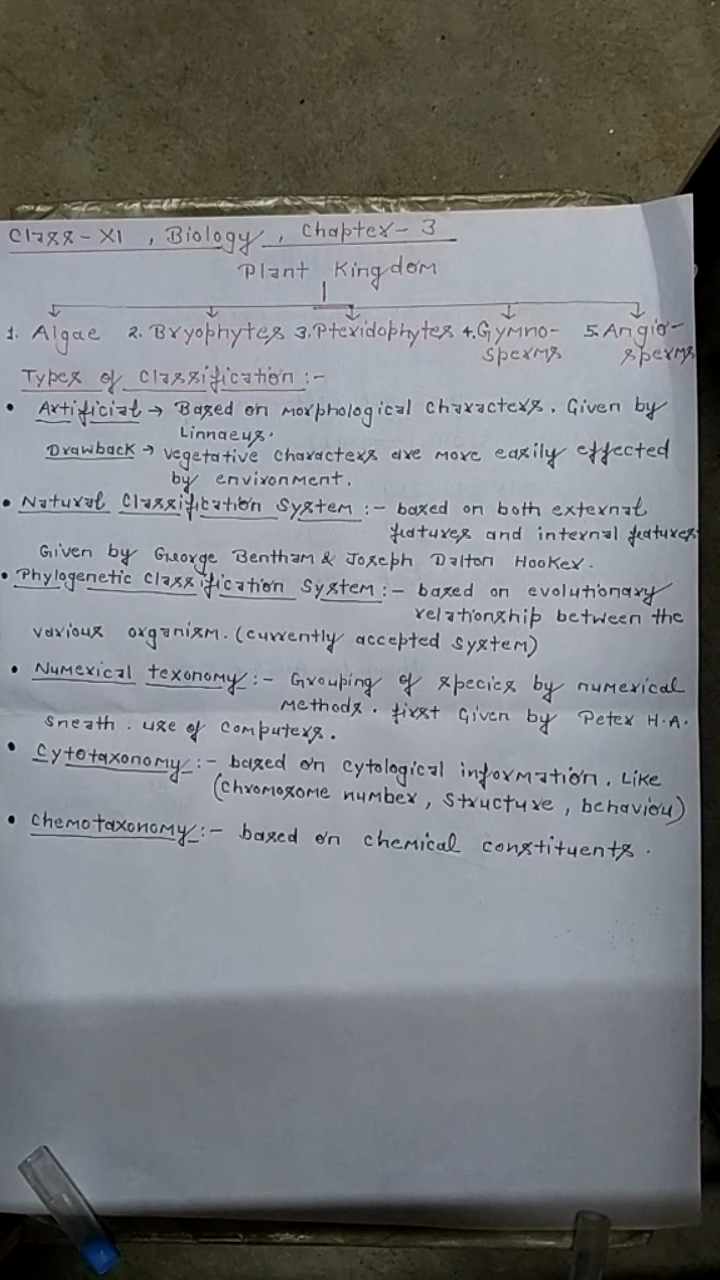 Class-XI , Biology , Chapter-3
Plant Kingdom
1. Algae 2. Bryophytes 3. Pteridophytes 4. Gymno- 5. Angio-
sperms sperms
Types of Classification :-
• Artificial → Based on morphological characters. Given by
Linnaeus.
Drawback → vegetative characters are more easily effected
by environment.
• Natural Classification System :- based on both external
features and internal features
Given by George Bentham & Joseph Dalton Hooker.
• Phylogenetic Classification System :- based on evolutionary
relationship between the
various organism. (currently accepted system)
• Numerical texonomy :- Grouping of species by numerical
methods. first Given by Peter H.A.
Sneath. use of computers.
• Cytotaxonomy :- based on cytological information. Like
(chromosome number, structure, behaviou)
• Chemotaxonomy :- based on chemical constituents.